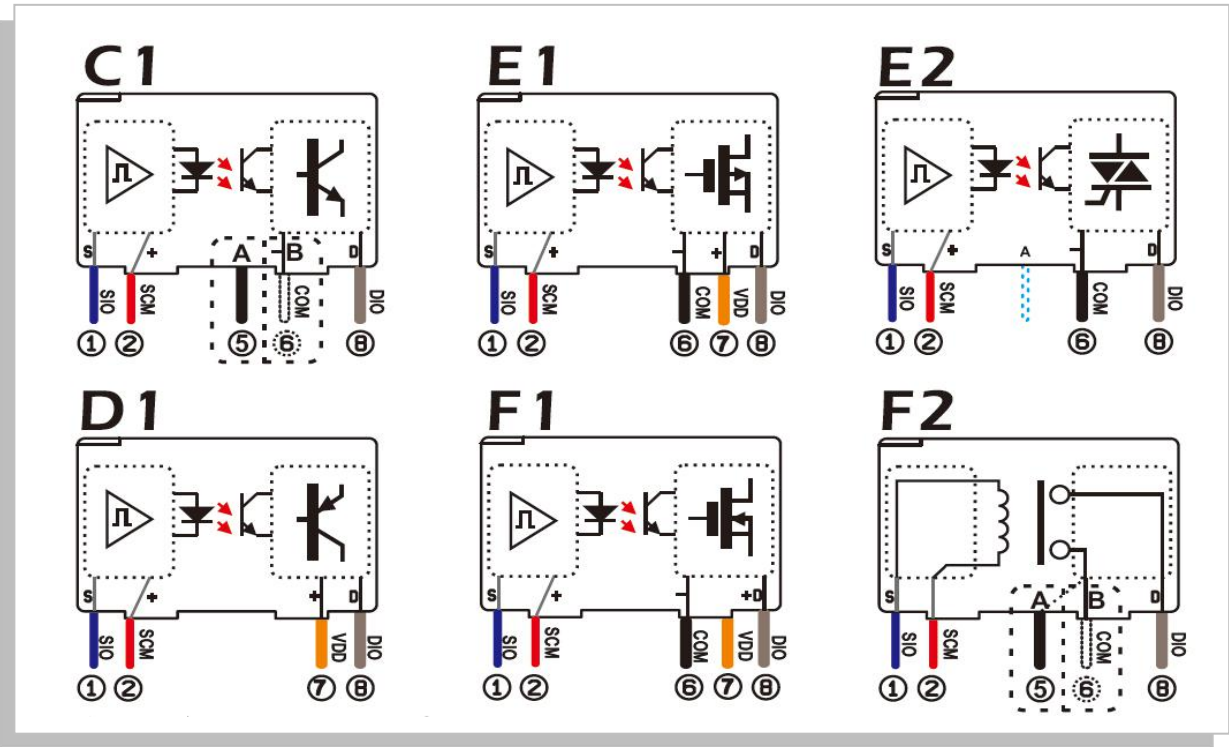 C1
E1
E2
S + A − B D
S + − + D
S + A − D
SIO SCM COM DIO
SIO SCM COM VDD DIO
SIO SCM COM DIO
① ② ⑤ ⑥ ⑧
① ② ⑥ ⑦ ⑧
① ② ⑥ ⑧
D1
F1
F2
S + + D
S + − + D
A B D
S
SIO SCM VDD DIO
SIO SCM COM VDD DIO
SIO SCM COM DIO
① ② ⑦ ⑧
① ② ⑥ ⑦ ⑧
① ② ⑤ ⑥ ⑧